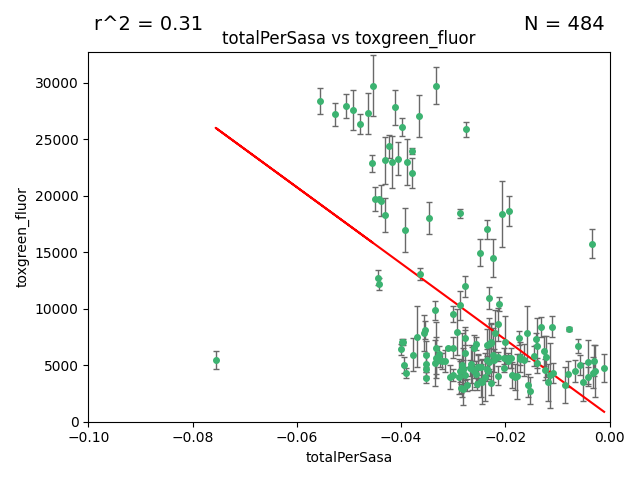 r^2 = 0.31
N = 484
totalPerSasa vs toxgreen_fluor
30000
25000
20000
15000
10000
5000
0
toxgreen_fluor
−0.10
−0.08
−0.06
−0.04
−0.02
0.00
totalPerSasa